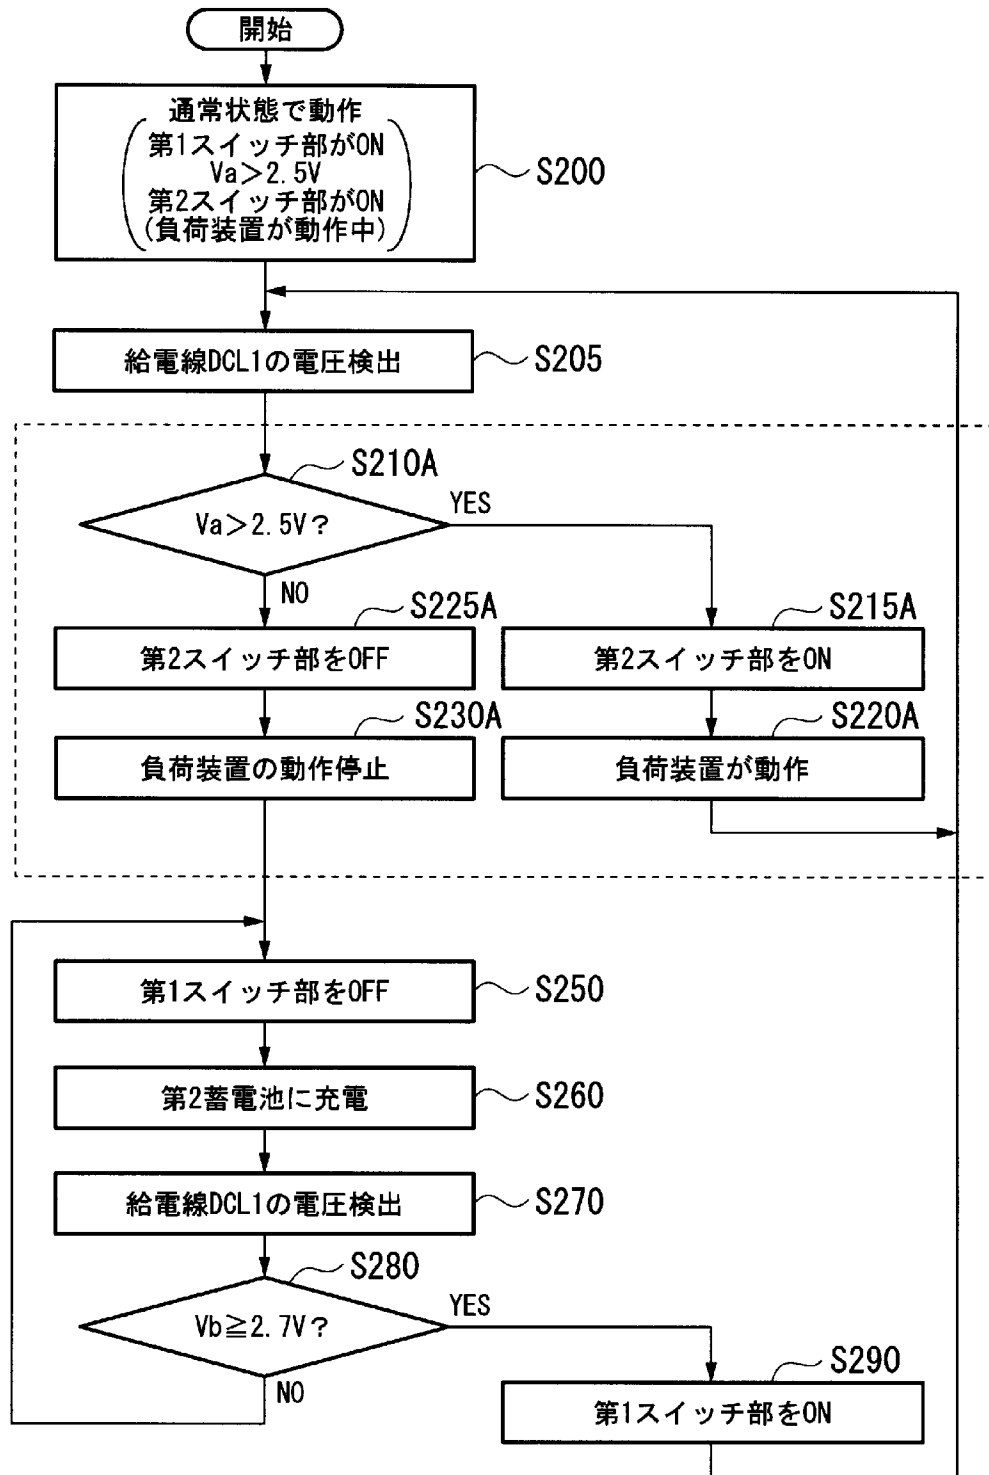 開始
通常状態で動作
第1スイッチ部がON
Va＞2.5V
第2スイッチ部がON
(負荷装置が動作中)
S200
給電線DCL1の電圧検出
S205
S210A
Va＞2.5V？
YES
NO
S225A
第2スイッチ部をOFF
S215A
第2スイッチ部をON
S230A
負荷装置の動作停止
S220A
負荷装置が動作
第1スイッチ部をOFF
S250
第2蓄電池に充電
S260
給電線DCL1の電圧検出
S270
S280
Vb≧2.7V？
YES
NO
S290
第1スイッチ部をON